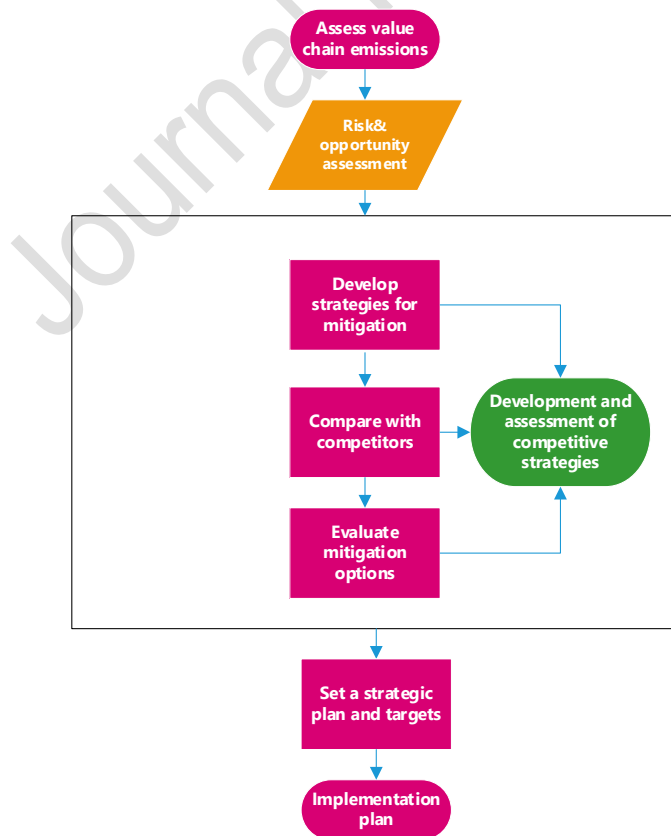 Assess value
chain emissions
Journal
Risk&
opportunity
assessment
Develop
strategies for
mitigation
Compare with
competitors
Development and
assessment of
competitive
strategies
Evaluate
mitigation
options
Set a strategic
plan and targets
Implementation
plan